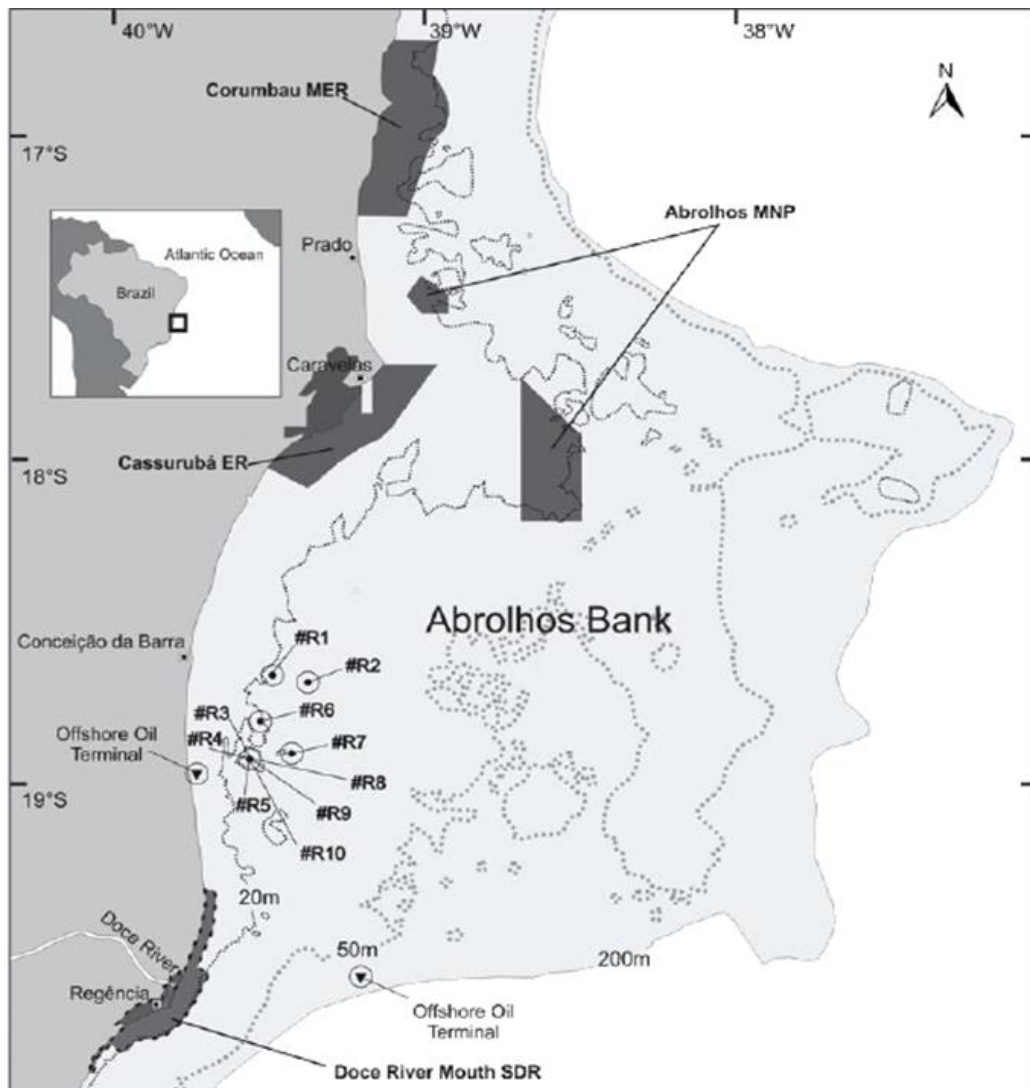 40°W
39°W
38°W
N
Corumbau MER
17°S
Abrolhos MNP
Prado
Atlantic Ocean
Brazil
Caravelas
Cassurubá ER
18°S
Abrolhos Bank
Conceição da Barra
#R1
#R2
#R3
#R6
#R4
#R7
Offshore Oil
Terminal
#R8
19°S
#R5
#R9
#R10
20m
Doce River
50m
200m
Regência
Offshore Oil
Terminal
Doce River Mouth SDR